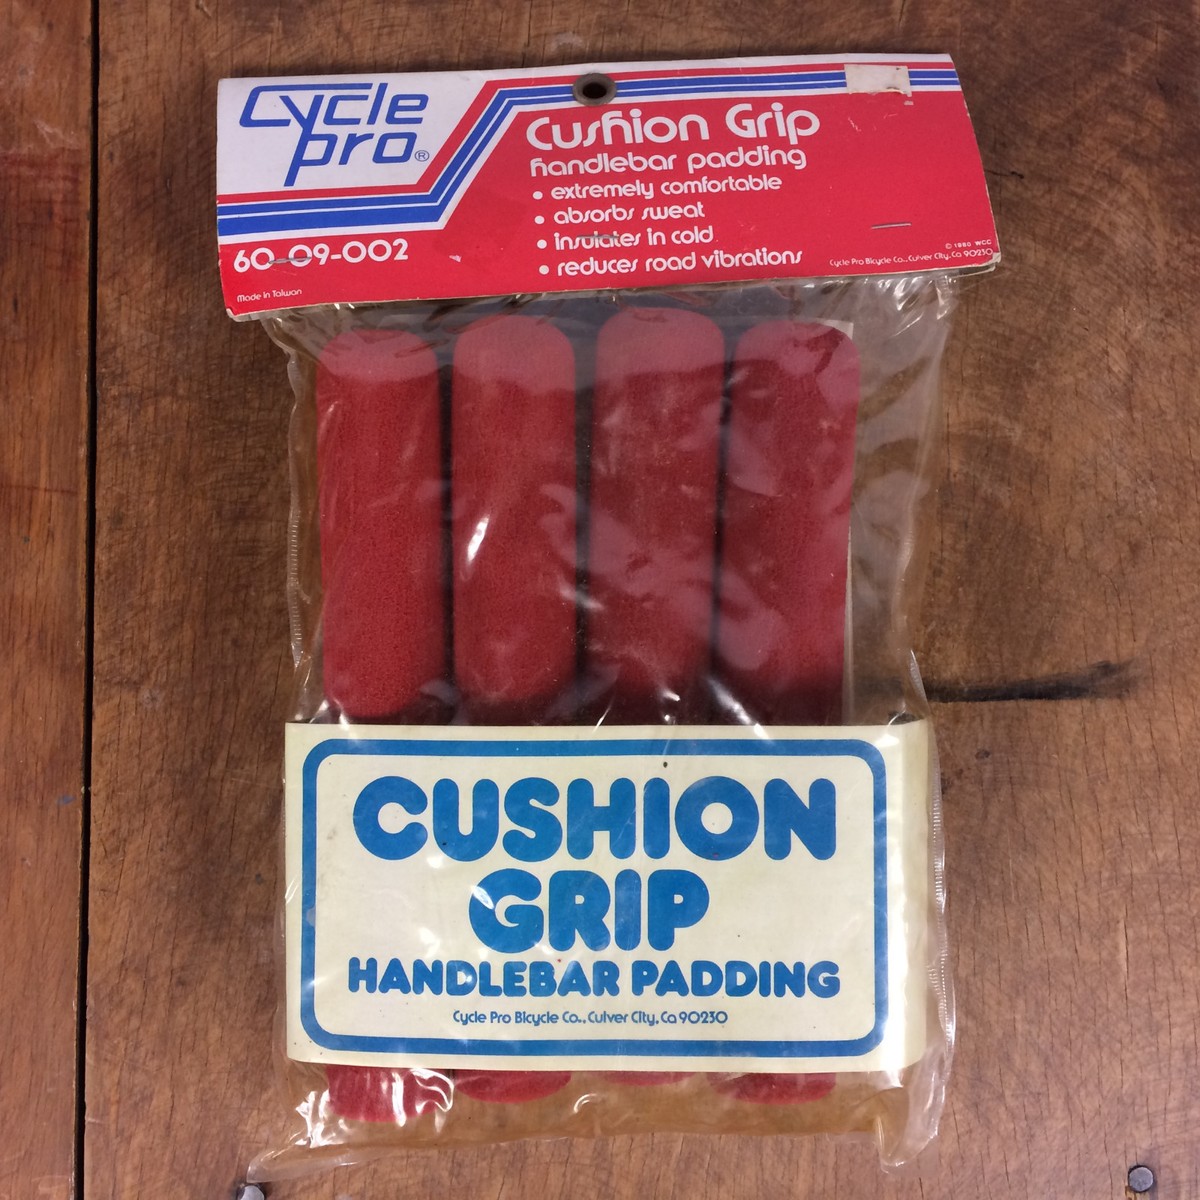 Cycle
pro®
Cushion Grip
handlebar padding
• extremely comfortable
• absorbs sweat
• insulates in cold
• reduces road vibrations
60-09-002
Made in Taiwan
© 1980 WCC
Cycle Pro Bicycle Co., Culver City, Ca 90230
CUSHION
GRIP
HANDLEBAR PADDING
Cycle Pro Bicycle Co., Culver City, Ca 90230